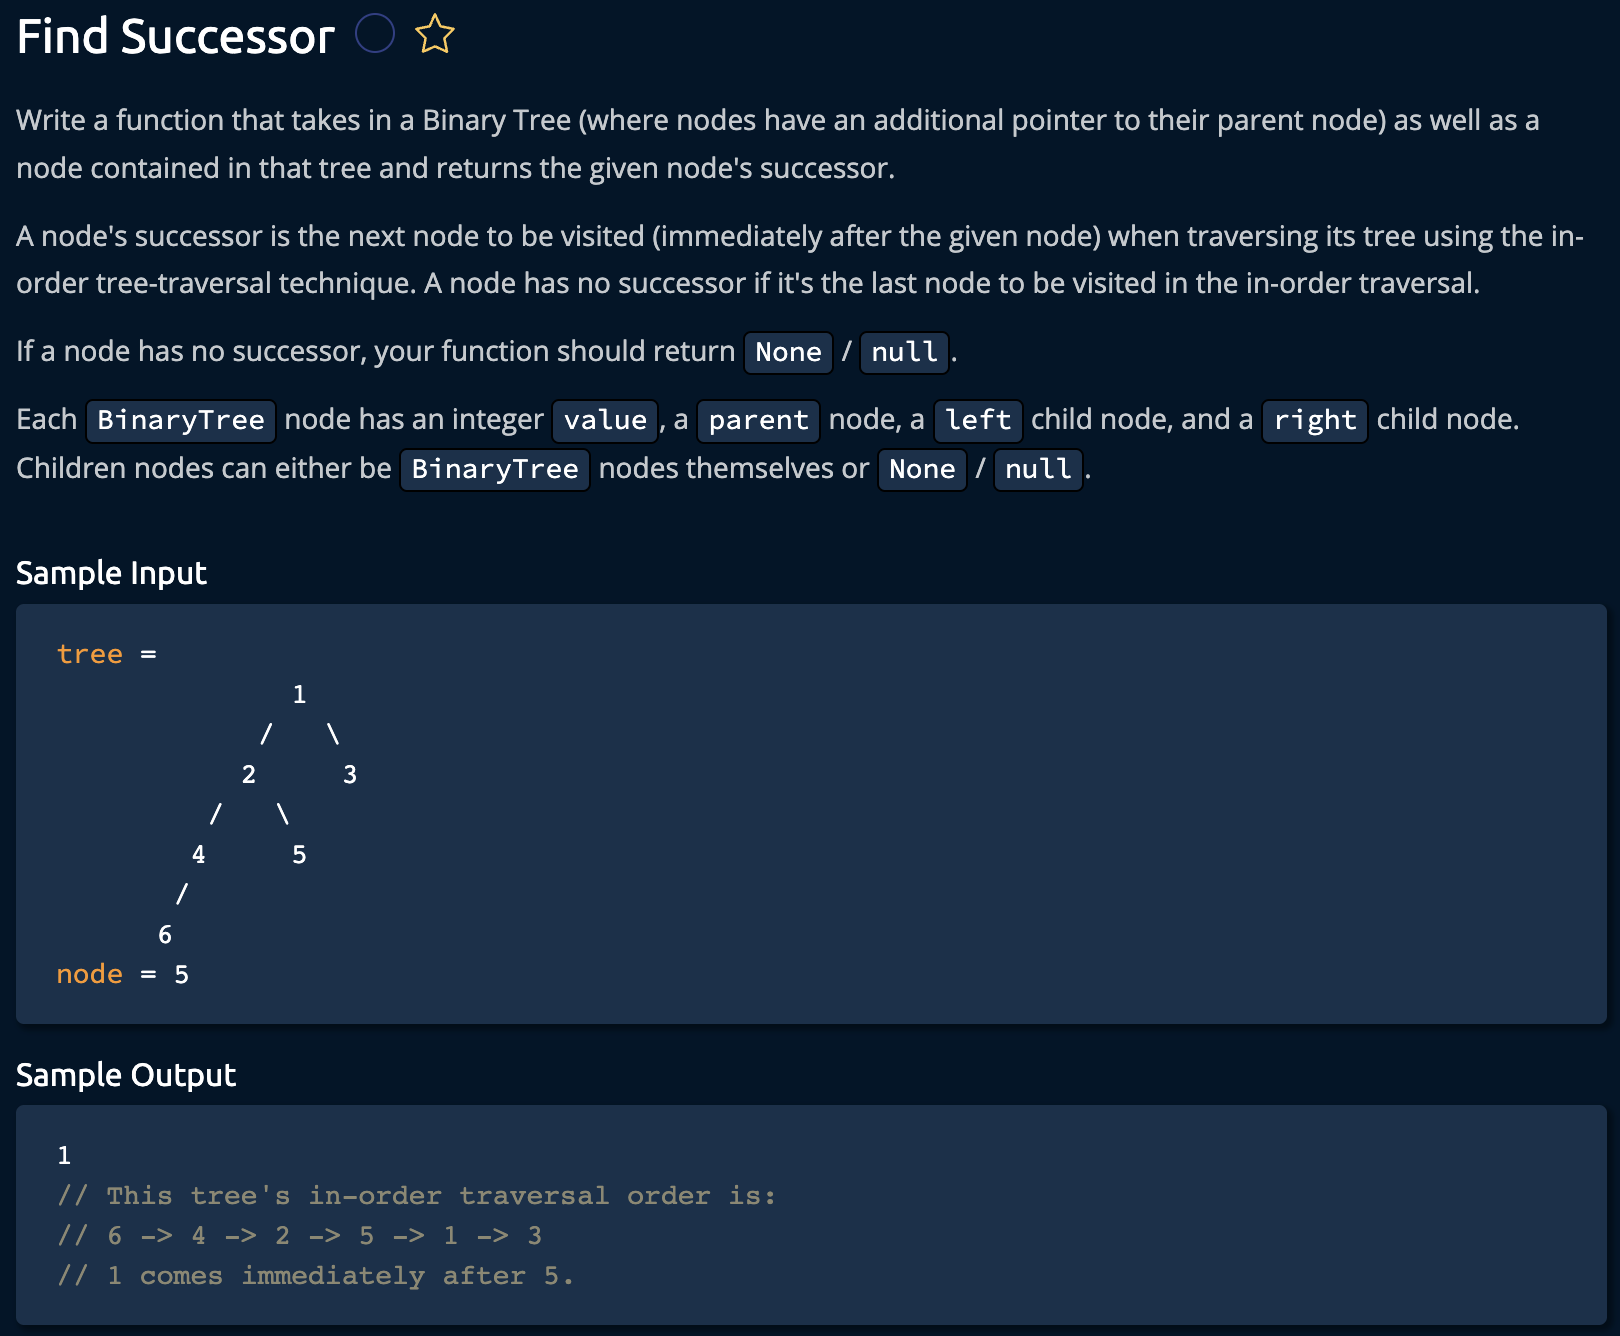 Find Successor
Write a function that takes in a Binary Tree (where nodes have an additional pointer to their parent node) as well as a
node contained in that tree and returns the given node's successor.
A node's successor is the next node to be visited (immediately after the given node) when traversing its tree using the in-
order tree-traversal technique. A node has no successor if it's the last node to be visited in the in-order traversal.
If a node has no successor, your function should return None / null.
Each BinaryTree node has an integer value, a parent node, a left child node, and a right child node.
Children nodes can either be BinaryTree nodes themselves or None / null.
Sample Input
tree =
1
/ \
2 3
/ \
4 5
/
6
node = 5
Sample Output
1
// This tree's in-order traversal order is:
// 6 -> 4 -> 2 -> 5 -> 1 -> 3
// 1 comes immediately after 5.